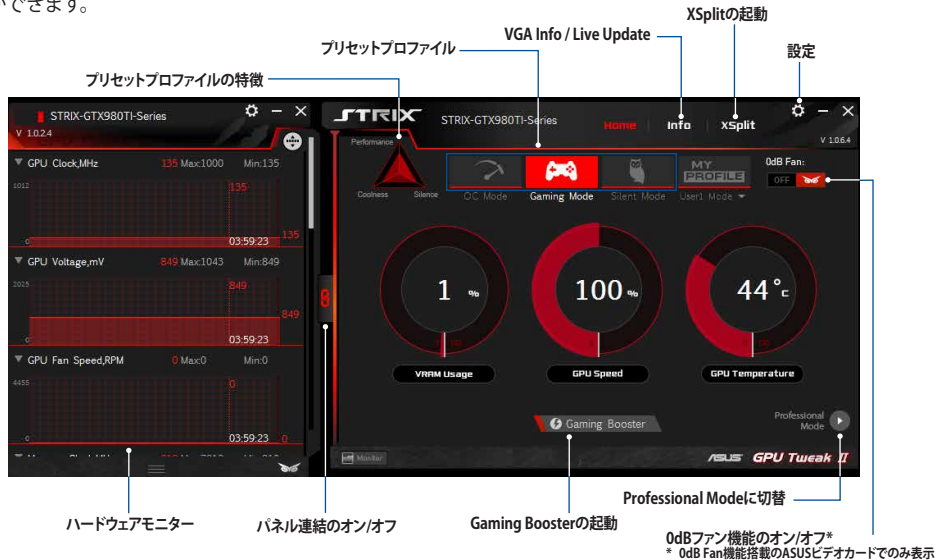 ができます。
XSplitの起動
VGA Info / Live Update
プリセットプロファイル
設定
プリセットプロファイルの特徴
STRIX-GTX980TI-Series
V 1.0.2.4
GPU Clock,MHz 135 Max:1000 Min:135
1012
135
135
0
03:59:23
GPU Voltage,mV 849 Max:1043 Min:849
2025
849
849
0
03:59:23
GPU Fan Speed,RPM 0 Max:0 Min:0
4455
0
0
03:59:23
0
STRIX
STRIX-GTX980TI-Series
Home
Info
XSplit
V 1.0.6.4
Performance
Coolness
Silence
OC Mode
Gaming Mode
Silent Mode
MY PROFILE
User1 Mode
0dB Fan:
OFF
1 %
100 %
44 °c
VRAM Usage
GPU Speed
GPU Temperature
Gaming Booster
Professional
Mode
Monitor
ASUS GPU Tweak II
ハードウェアモニター
パネル連結のオン/オフ
Gaming Boosterの起動
Professional Modeに切替
0dBファン機能のオン/オフ*
* 0dB Fan機能搭載のASUSビデオカードでのみ表示